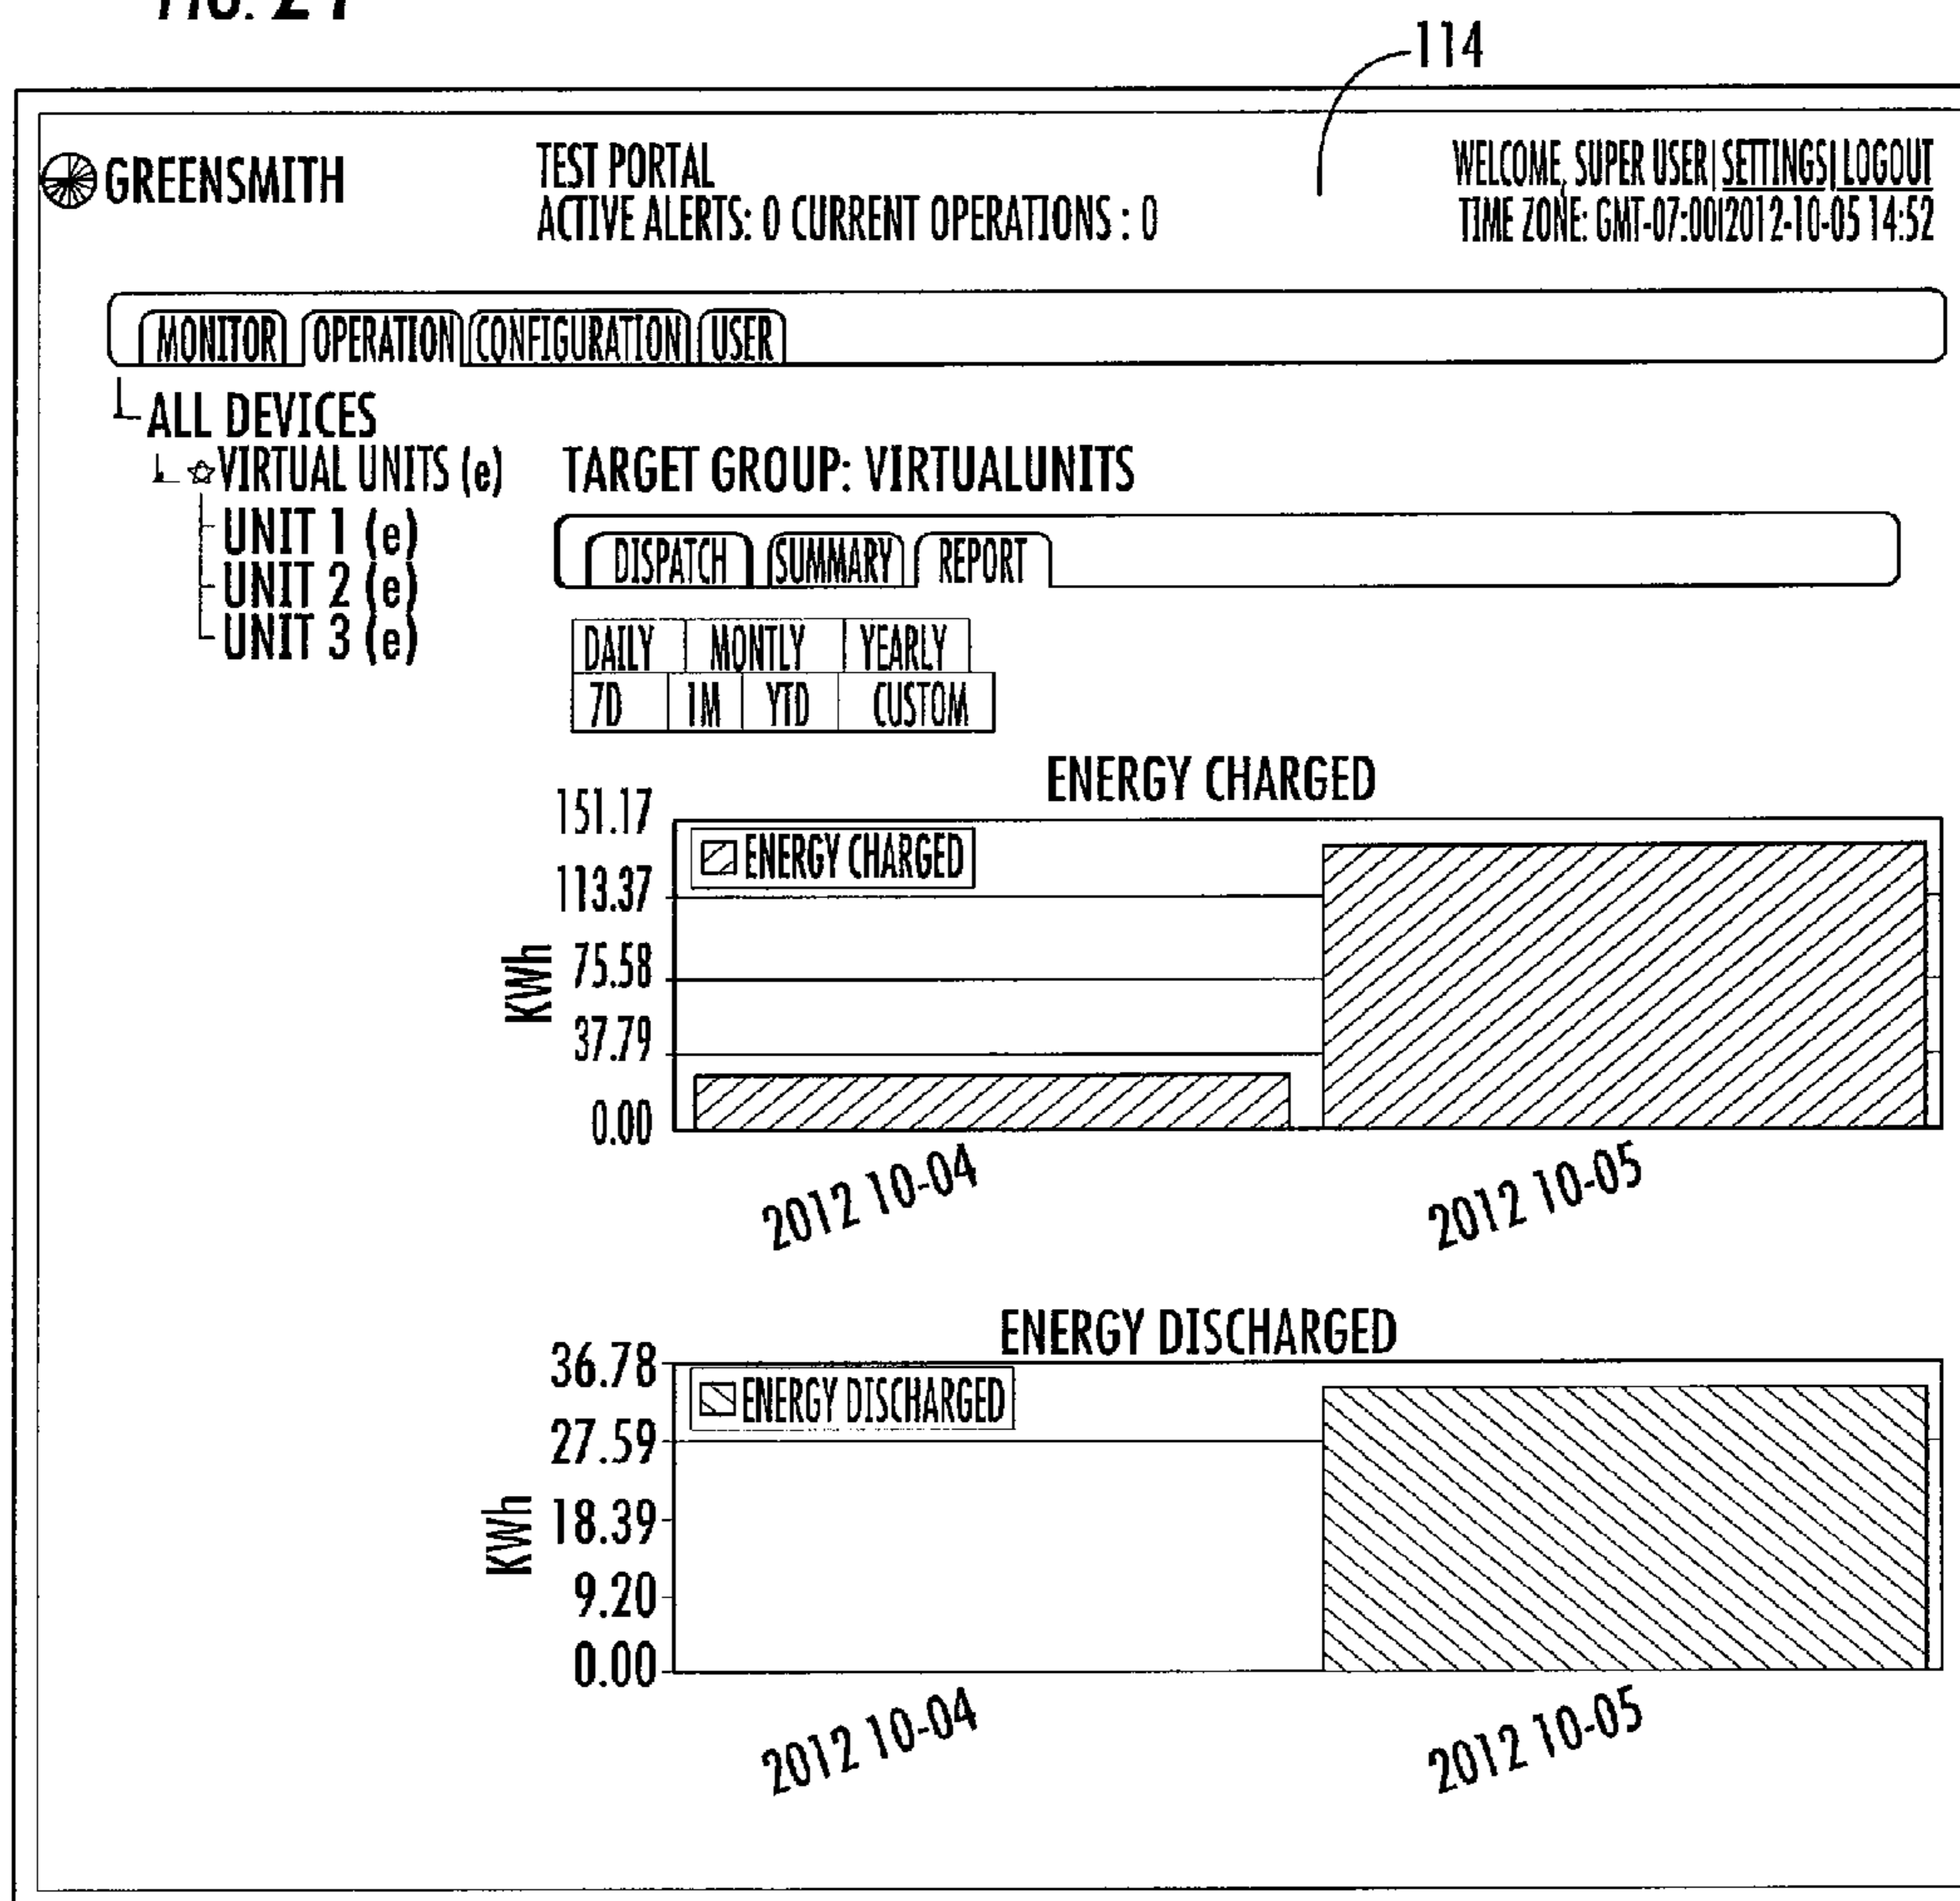 114
GREENSMITH
TEST PORTAL
ACTIVE ALERTS: 0 CURRENT OPERATIONS : 0
WELCOME, SUPER USER| SETTINGS| LOGOUT
TIME ZONE: GMT-07:00|2012-10-05 14:52
MONITOR OPERATION CONFIGURATION USER
ALL DEVICES
VIRTUAL UNITS (e)
UNIT 1 (e)
UNIT 2 (e)
UNIT 3 (e)
TARGET GROUP: VIRTUALUNITS
DISPATCH SUMMARY REPORT
DAILY MONTLY YEARLY
7D 1M YTD CUSTOM
ENERGY CHARGED
151.17
ENERGY CHARGED
113.37
75.58
KWh
37.79
0.00
2012 10-04 2012 10-05
ENERGY DISCHARGED
36.78
ENERGY DISCHARGED
27.59
18.39
KWh
9.20
0.00
2012 10-04 2012 10-05